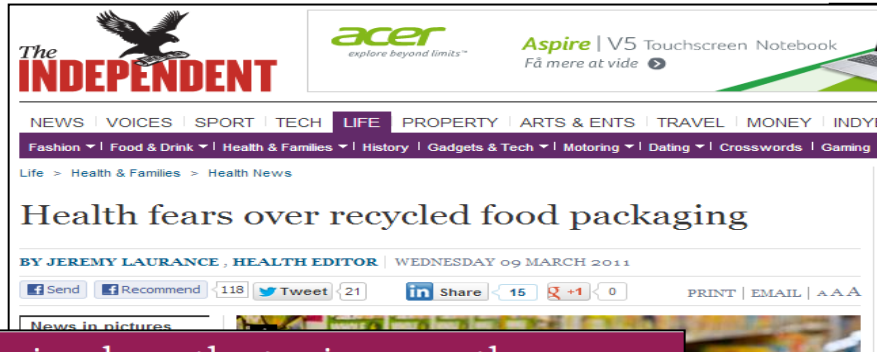 The
INDEPENDENT
acer
explore beyond limits™
Aspire | V5 Touchscreen Notebook
Få mere at vide
NEWS VOICES SPORT TECH LIFE PROPERTY ARTS & ENTS TRAVEL MONEY INDY
Fashion Food & Drink Health & Families History Gadgets & Tech Motoring Dating Crosswords Gaming
Life > Health & Families > Health News
Health fears over recycled food packaging
BY JEREMY LAURANCE , HEALTH EDITOR | WEDNESDAY 09 MARCH 2011
Send Recommend 118 Tweet 21 in Share 15 +1 0 PRINT | EMAIL | A A A
News in pictures